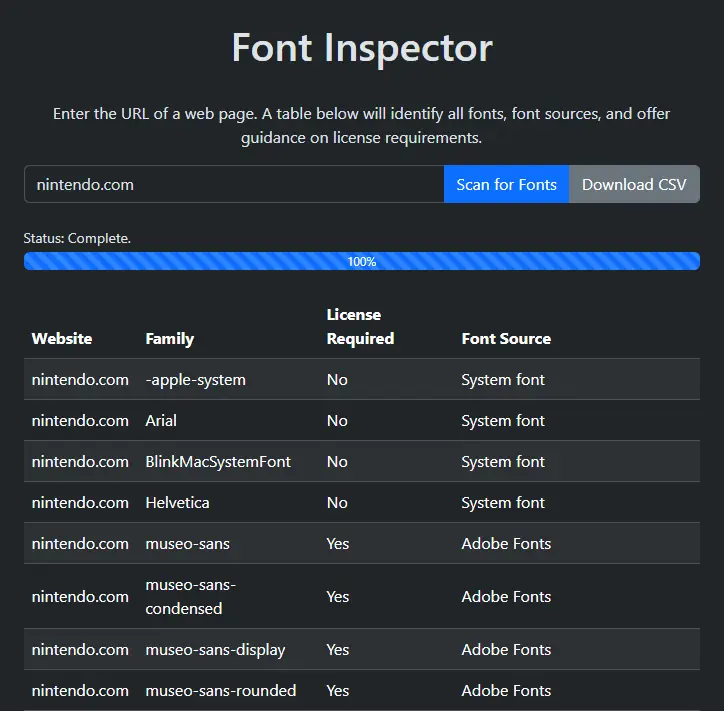 Font Inspector
Enter the URL of a web page. A table below will identify all fonts, font sources, and offer
guidance on license requirements.
nintendo.com Scan for Fonts Download CSV
Status: Complete.
100%
License
Website Family Required Font Source
nintendo.com -apple-system No System font
nintendo.com Arial No System font
nintendo.com BlinkMacSystemFont No System font
nintendo.com Helvetica No System font
nintendo.com museo-sans Yes Adobe Fonts
museo-sans-
nintendo.com condensed Yes Adobe Fonts
nintendo.com museo-sans-display Yes Adobe Fonts
nintendo.com museo-sans-rounded Yes Adobe Fonts